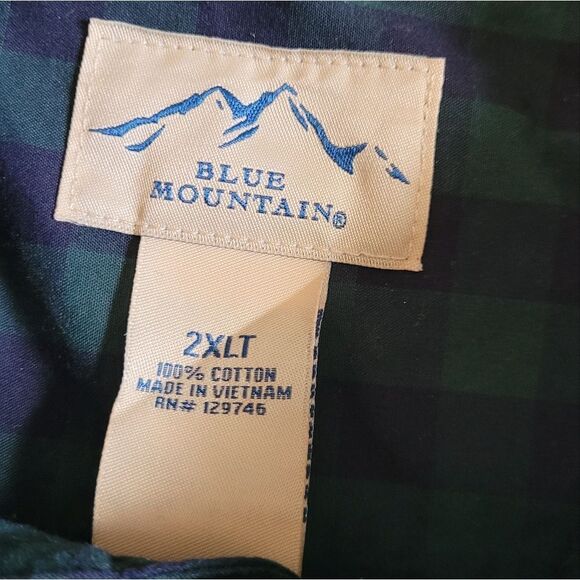 BLUE
MOUNTAIN®
2XLT
100% COTTON
MADE IN VIETNAM
RN# 129746